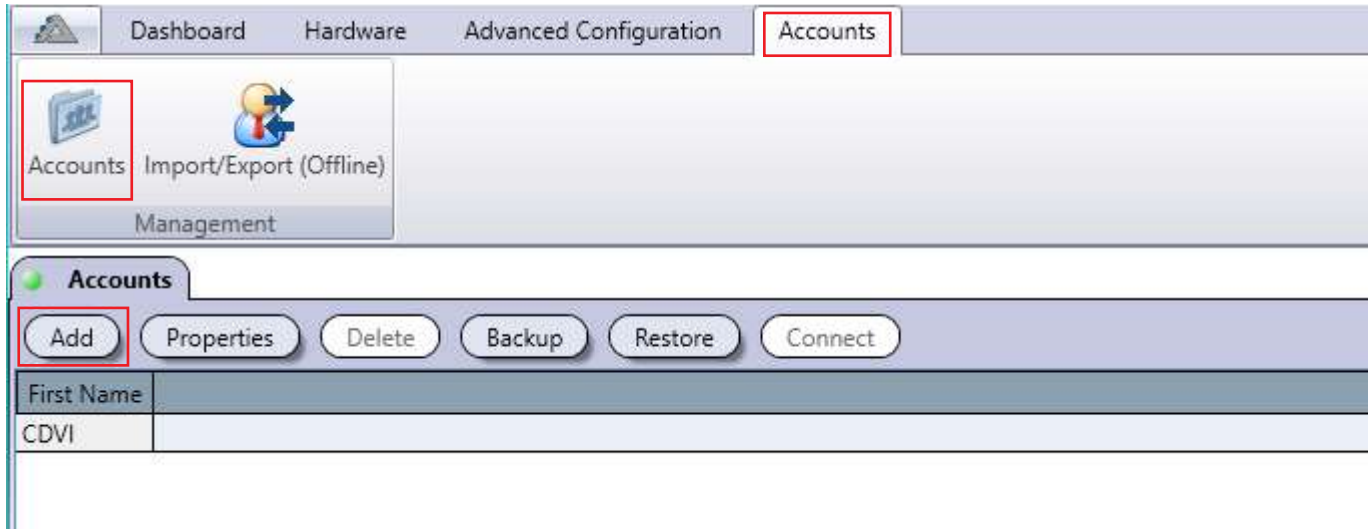 Dashboard Hardware Advanced Configuration Accounts
Accounts Import/Export (Offline)
Management
Accounts
Add Properties Delete Backup Restore Connect
First Name
CDVI